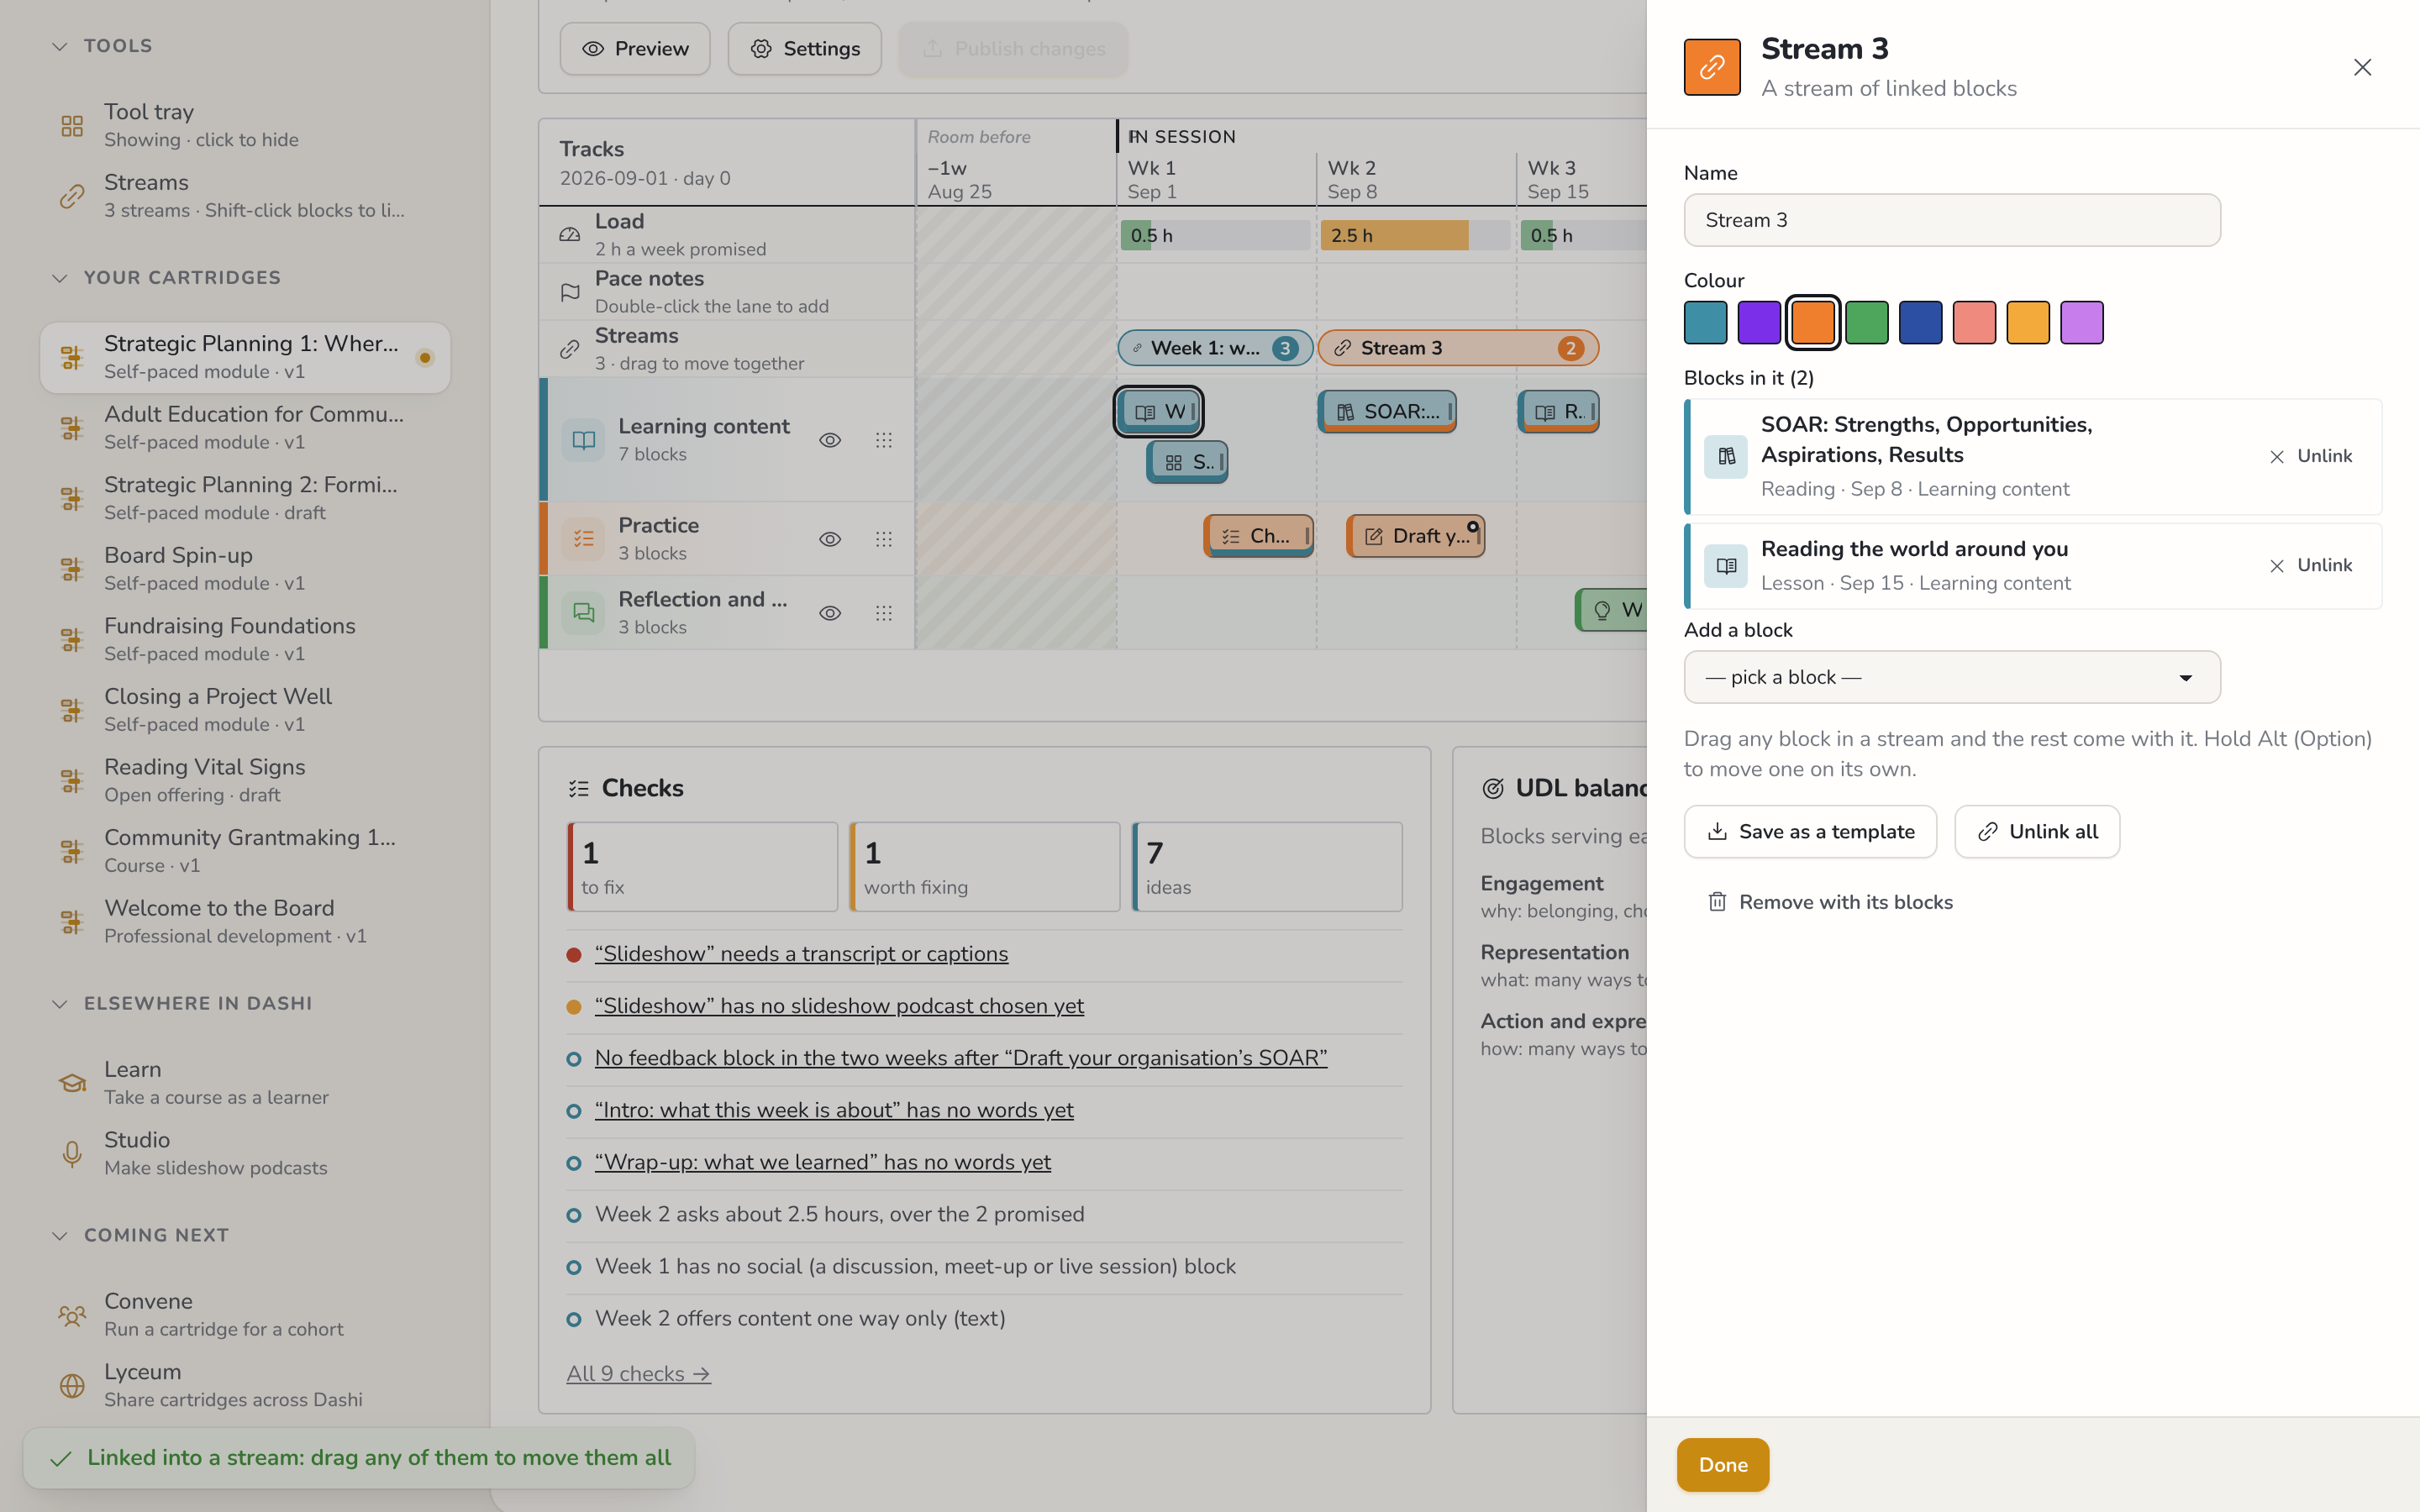 TOOLS
Tool tray
Showing · click to hide
Streams
3 streams · Shift-click blocks to li...
YOUR CARTRIDGES
Strategic Planning 1: Wher...
Self-paced module · v1
Adult Education for Commu...
Self-paced module · v1
Strategic Planning 2: Formi...
Self-paced module · draft
Board Spin-up
Self-paced module · v1
Fundraising Foundations
Self-paced module · v1
Closing a Project Well
Self-paced module · v1
Reading Vital Signs
Open offering · draft
Community Grantmaking 1...
Course · v1
Welcome to the Board
Professional development · v1
ELSEWHERE IN DASHI
Learn
Take a course as a learner
Studio
Make slideshow podcasts
COMING NEXT
Convene
Run a cartridge for a cohort
Lyceum
Share cartridges across Dashi
Linked into a stream: drag any of them to move them all
Preview
Settings
Publish changes
Tracks
2026-09-01 · day 0
Room before
IN SESSION
−1w
Aug 25
Wk 1
Sep 1
Wk 2
Sep 8
Wk 3
Sep 15
Load
2 h a week promised
0.5 h
2.5 h
0.5 h
Pace notes
Double-click the lane to add
Streams
3 · drag to move together
Week 1: w... 3
Stream 3 2
Learning content
7 blocks
W
SOAR:...
R..
S..
Practice
3 blocks
Ch...
Draft y...
Reflection and ...
3 blocks
W
Checks
1
to fix
1
worth fixing
7
ideas
“Slideshow” needs a transcript or captions
“Slideshow” has no slideshow podcast chosen yet
No feedback block in the two weeks after “Draft your organisation’s SOAR”
“Intro: what this week is about” has no words yet
“Wrap-up: what we learned” has no words yet
Week 2 asks about 2.5 hours, over the 2 promised
Week 1 has no social (a discussion, meet-up or live session) block
Week 2 offers content one way only (text)
All 9 checks →
UDL balanc
Blocks serving ea
Engagement
why: belonging, cho
Representation
what: many ways to
Action and expre
how: many ways to
Stream 3
A stream of linked blocks
Name
Stream 3
Colour
Blocks in it (2)
SOAR: Strengths, Opportunities,
Aspirations, Results
Reading · Sep 8 · Learning content
Unlink
Reading the world around you
Lesson · Sep 15 · Learning content
Unlink
Add a block
— pick a block —
Drag any block in a stream and the rest come with it. Hold Alt (Option)
to move one on its own.
Save as a template
Unlink all
Remove with its blocks
Done